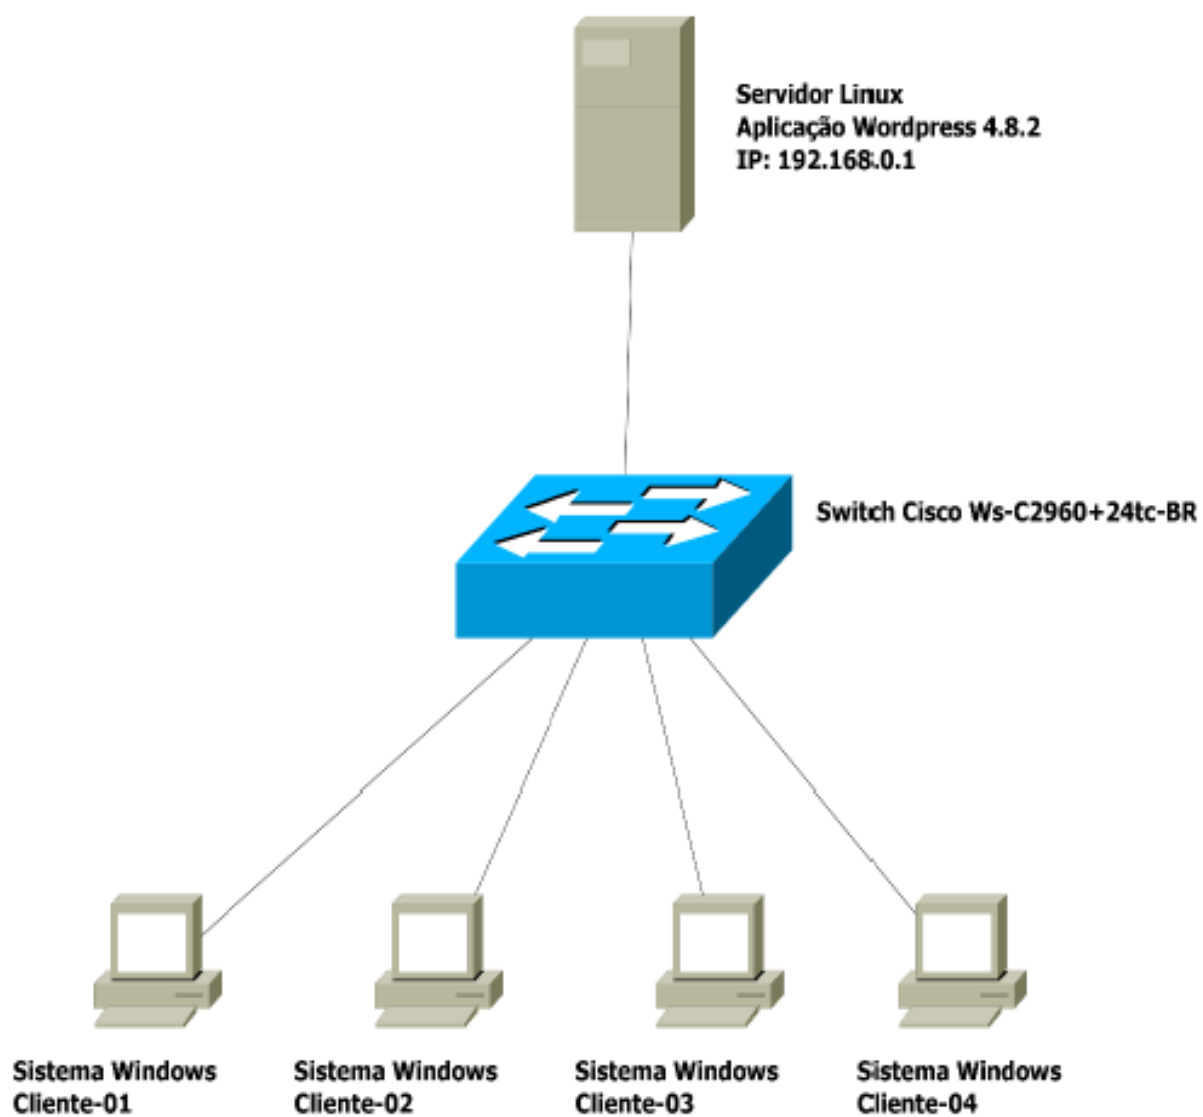 Servidor Linux
Aplicação Wordpress 4.8.2
IP: 192.168.0.1
Switch Cisco Ws-C2960+24tc-BR
Sistema Windows
Cliente-01
Sistema Windows
Cliente-02
Sistema Windows
Cliente-03
Sistema Windows
Cliente-04